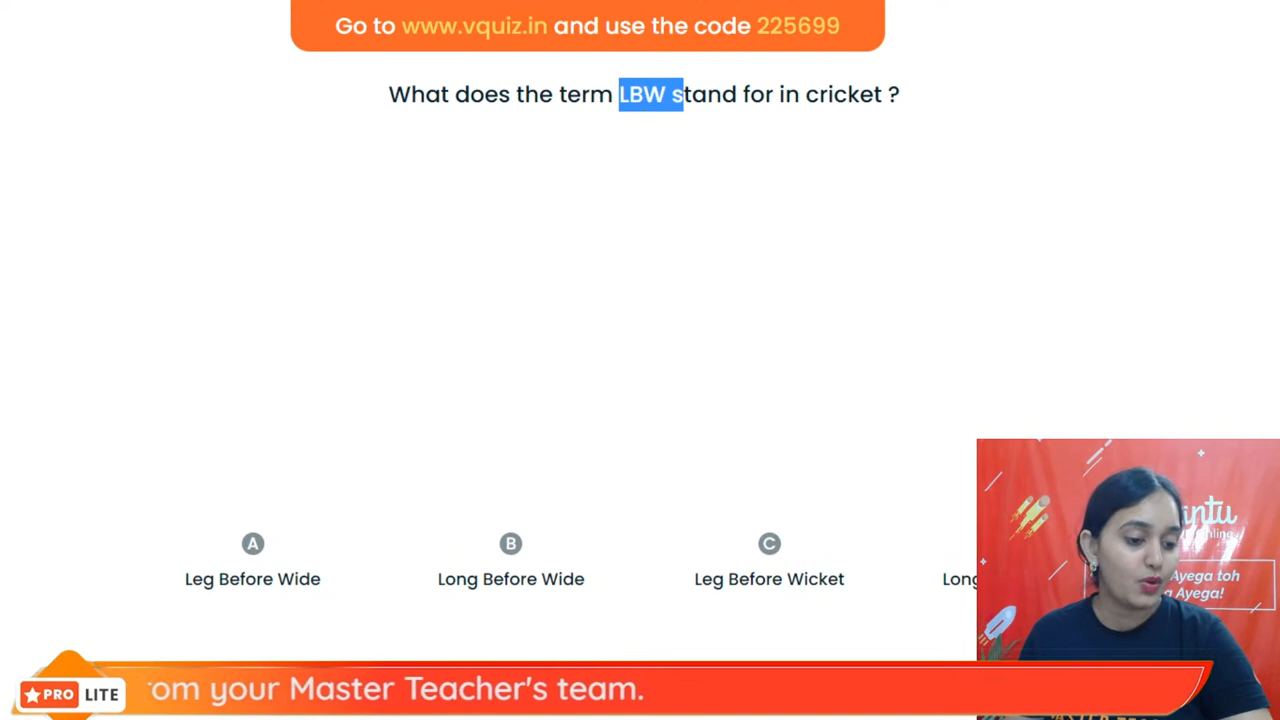 Go to www.vquiz.in and use the code 225699
What does the term LBW stand for in cricket ?
A
Leg Before Wide
B
Long Before Wide
C
Leg Before Wicket
Long
Ayega toh
Ayega!
PRO LITE
om your Master Teacher's team.